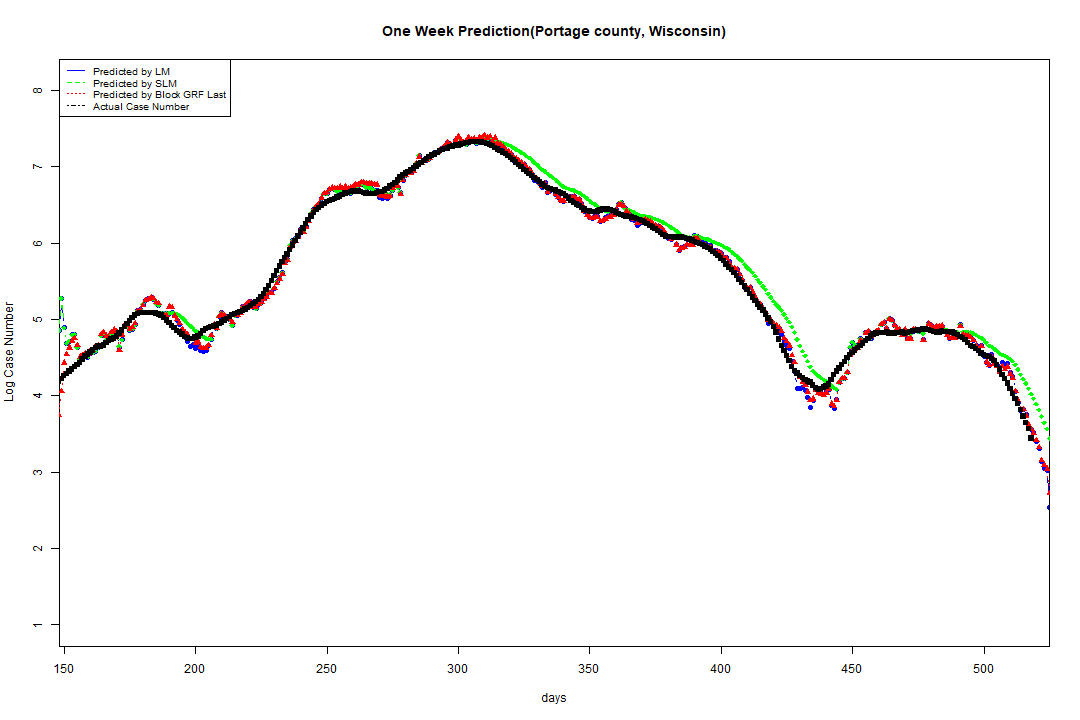 One Week Prediction(Portage county, Wisconsin)
Predicted by LM
Predicted by SLM
Predicted by Block GRF Last
Actual Case Number
Log Case Number
8
7
6
5
4
3
2
1
150 200 250 300 350 400 450 500
days